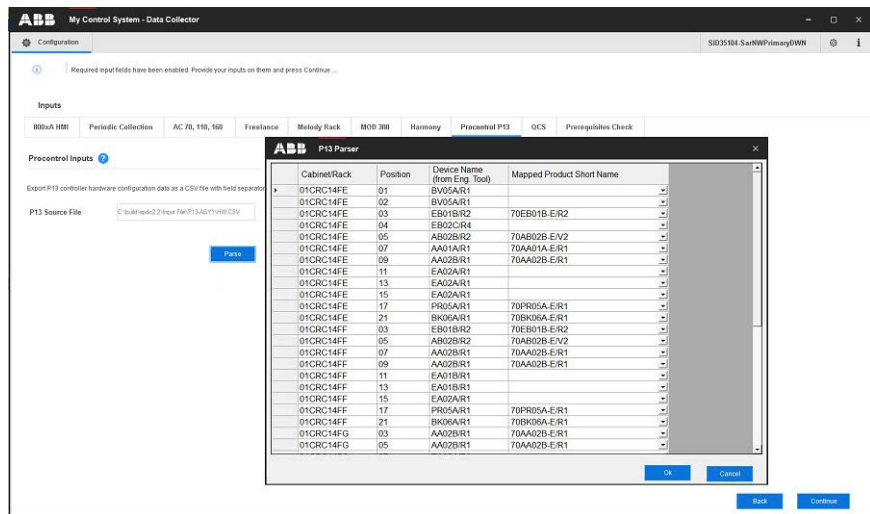 ABB My Control System - Data Collector
Configuration SID35104-SarNWPrimaryDWN
Required input fields have been enabled. Provide your inputs on them and press Continue ...
Inputs
800xA HMI Periodic Collection AC 70, 110, 160 Freelance Melody Rack MOD 300 Harmony Procontrol P13 QCS Prerequisites Check
Procontrol Inputs ?
Export P13 controller hardware configuration data as a CSV file with field separator
P13 Source File
Parse
ABB P13 Parser
Cabinet/Rack Position Device Name (from Eng. Tool) Mapped Product Short Name
01CRC14FE 01 BV05A/R1
01CRC14FE 02 BV05A/R1
01CRC14FE 03 EB01B/R2 70EB01B-E/R2
01CRC14FE 04 EB02C/R4
01CRC14FE 05 AB02B/R2 70AB02B-E/V2
01CRC14FE 07 AA01A/R1 70AA01A-E/R1
01CRC14FE 09 AA02B/R1 70AA02B-E/R1
01CRC14FE 11 EA02A/R1
01CRC14FE 13 EA02A/R1
01CRC14FE 15 EA02A/R1
01CRC14FE 17 PR05A/R1 70PR05A-E/R1
01CRC14FE 21 BK06A/R1 70BK06A-E/R1
01CRC14FF 03 EB01B/R2 70EB01B-E/R2
01CRC14FF 05 AB02B/R2 70AB02B-E/V2
01CRC14FF 07 AA02B/R1 70AA02B-E/R1
01CRC14FF 09 AA02B/R1 70AA02B-E/R1
01CRC14FF 11 EA01B/R1
01CRC14FF 13 EA01B/R1
01CRC14FF 15 EA02A/R1
01CRC14FF 17 PR05A/R1 70PR05A-E/R1
01CRC14FF 21 BK06A/R1 70BK06A-E/R1
01CRC14FG 03 AA02B/R1 70AA02B-E/R1
01CRC14FG 05 AA02B/R1 70AA02B-E/R1
Ok Cancel
Back Continue